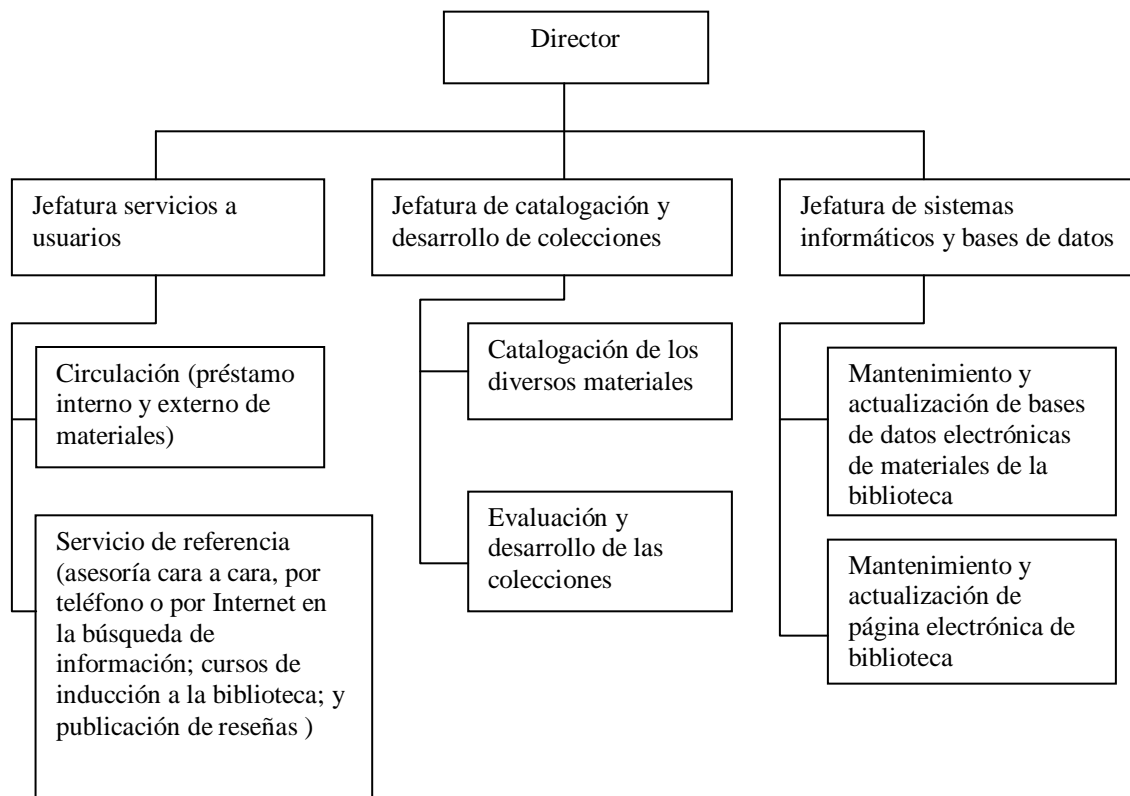 Director
Jefatura servicios a
usuarios
Jefatura de catalogación y
desarrollo de colecciones
Jefatura de sistemas
informáticos y bases de datos
Circulación (préstamo
interno y externo de
materiales)
Servicio de referencia
(asesoría cara a cara, por
teléfono o por Internet en
la búsqueda de
información; cursos de
inducción a la biblioteca; y
publicación de reseñas )
Catalogación de los
diversos materiales
Evaluación y
desarrollo de las
colecciones
Mantenimiento y
actualización de bases
de datos electrónicas
de materiales de la
biblioteca
Mantenimiento y
actualización de
página electrónica de
biblioteca